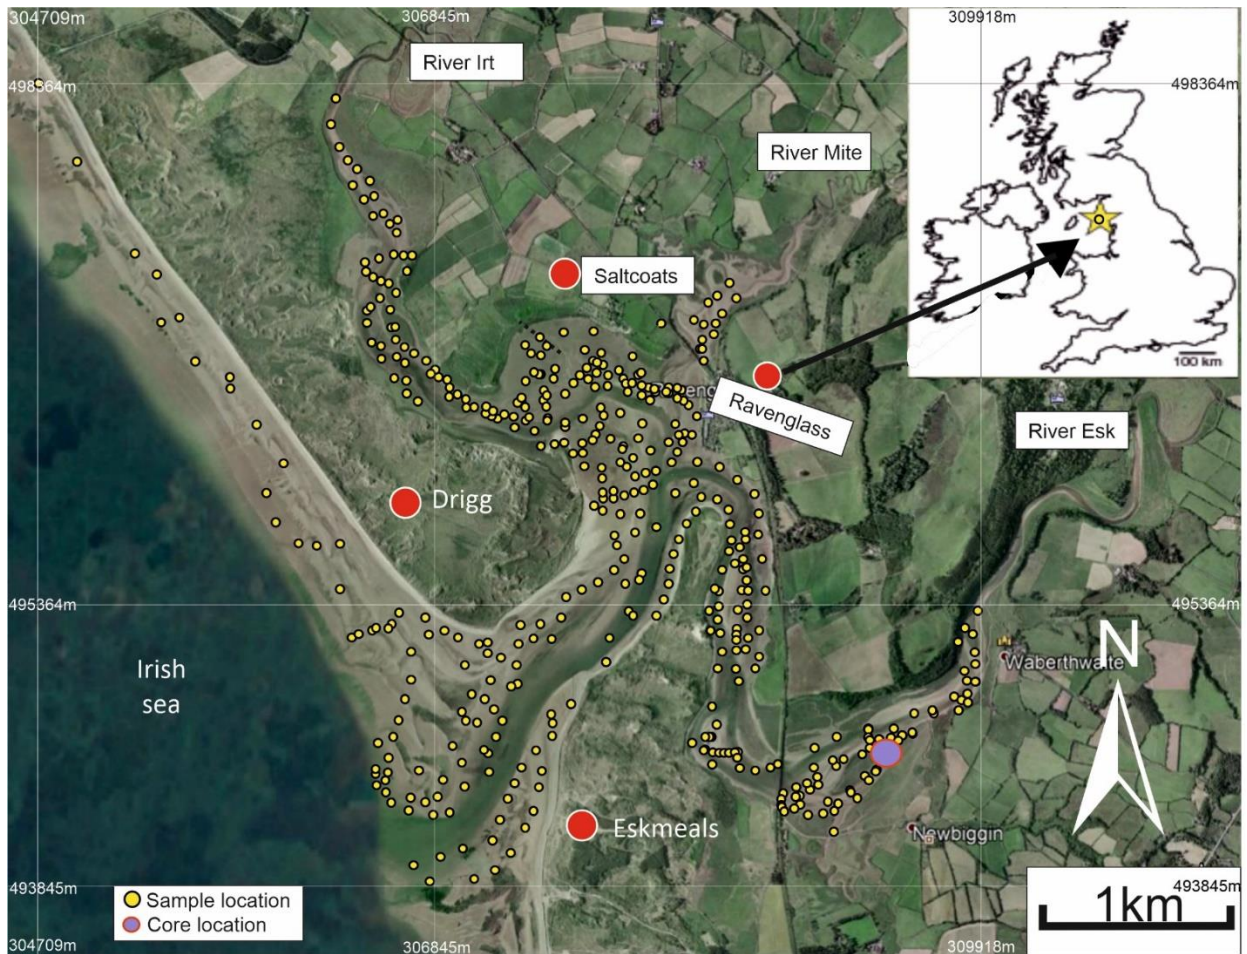 304709m
306845m
309918m
River Irt
498364m
498364m
River Mite
Saltcoats
100 km
Ravenglass
River Esk
Drigg
495364m
495364m
N
Waberthwaite
Irish
sea
Eskmeals
Newbiggin
Sample location
Core location
493845m
493845m
1km
304709m
306845m
309918m